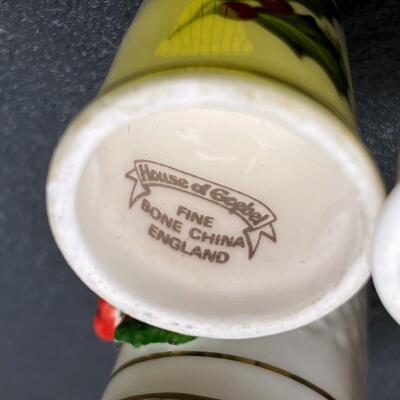 House of Goebel
FINE
BONE CHINA
ENGLAND